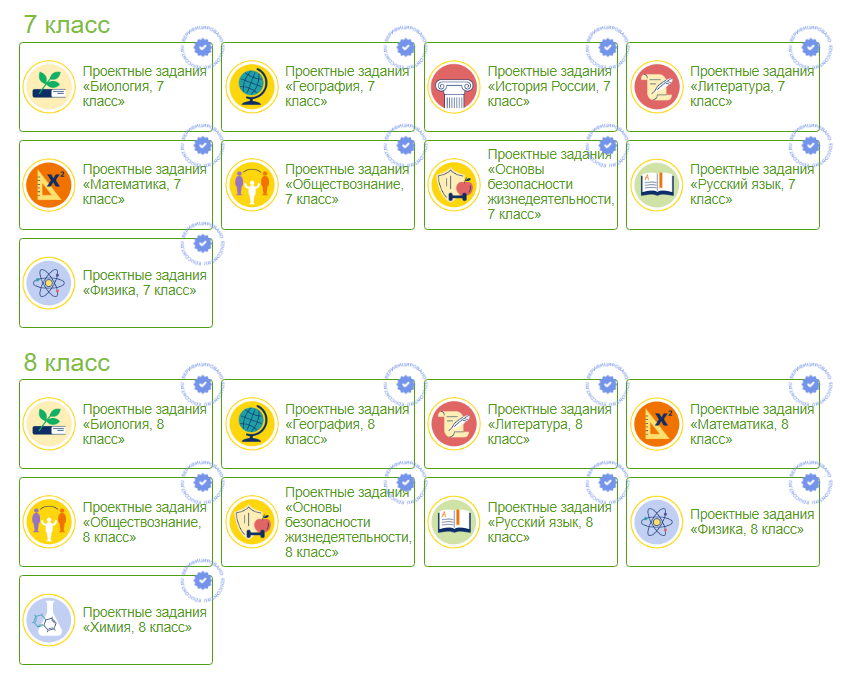 7 класс
Проектные задания
«Биология, 7
класс»
Проектные задания
«География, 7
класс»
Проектные задания
«История России, 7
класс»
Проектные задания
«Литература, 7
класс»
Проектные задания
«Математика, 7
класс»
Проектные задания
«Обществознание,
7 класс»
Проектные задания
«Основы
безопасности
жизнедеятельности,
7 класс»
Проектные задания
«Русский язык, 7
класс»
Проектные задания
«Физика, 7 класс»
8 класс
Проектные задания
«Биология, 8
класс»
Проектные задания
«География, 8
класс»
Проектные задания
«Литература, 8
класс»
Проектные задания
«Математика, 8
класс»
Проектные задания
«Обществознание,
8 класс»
Проектные задания
«Основы
безопасности
жизнедеятельности,
8 класс»
Проектные задания
«Русский язык, 8
класс»
Проектные задания
«Физика, 8 класс»
Проектные задания
«Химия, 8 класс»